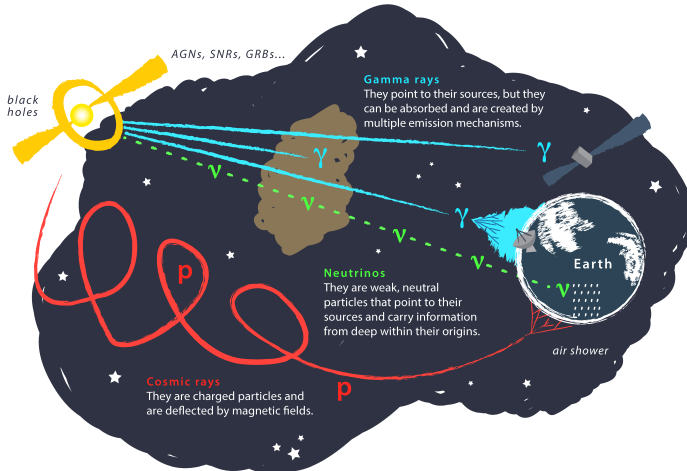 AGNs, SNRs, GRBs...
black
holes
Gamma rays
They point to their sources, but they
can be absorbed and are created by
multiple emission mechanisms.
γ
γ
ν
ν
γ
ν
ν
Earth
ν
p
Neutrinos
They are weak, neutral
particles that point to their
sources and carry information
from deep within their origins.
air shower
Cosmic rays
They are charged particles and
are deflected by magnetic fields.
p